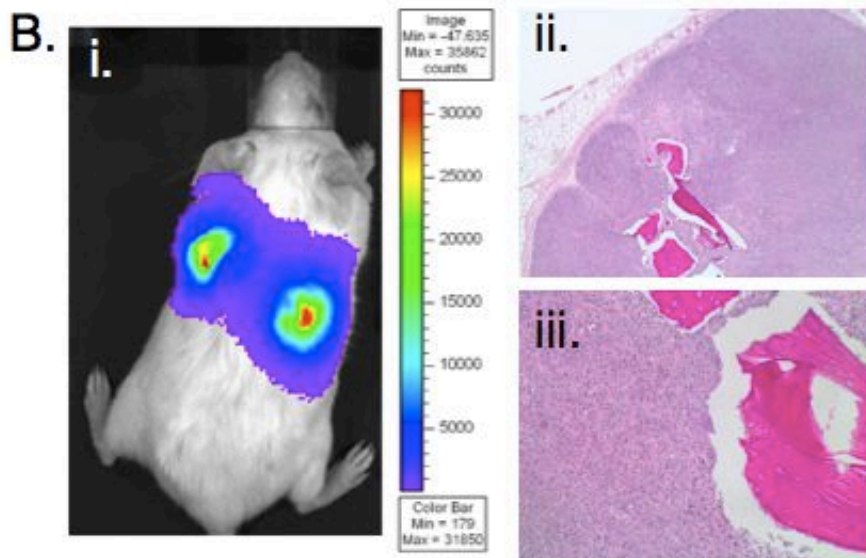 B.
i.
Image
Min = -47.635
Max = 35862
counts
30000
25000
20000
15000
10000
5000
Color Bar
Min = 179
Max = 31850
ii.
iii.